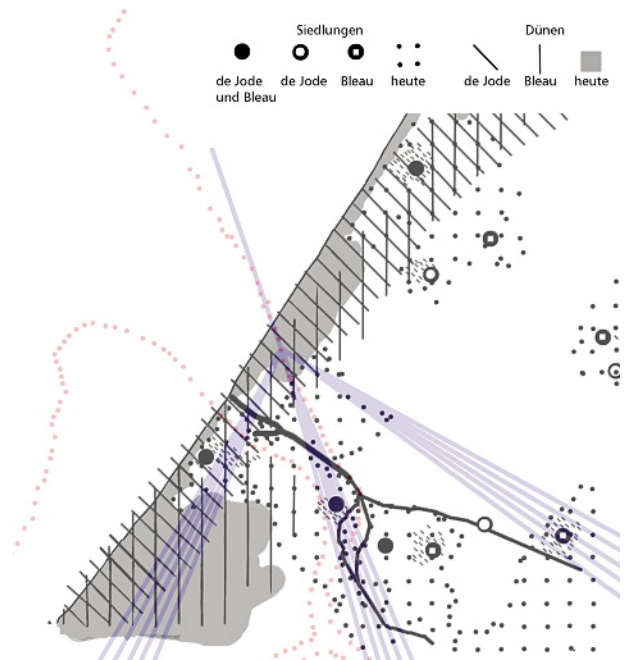 Siedlungen
Dünen
de Jode
und Bleau
de Jode
Bleau
heute
de Jode
Bleau
heute